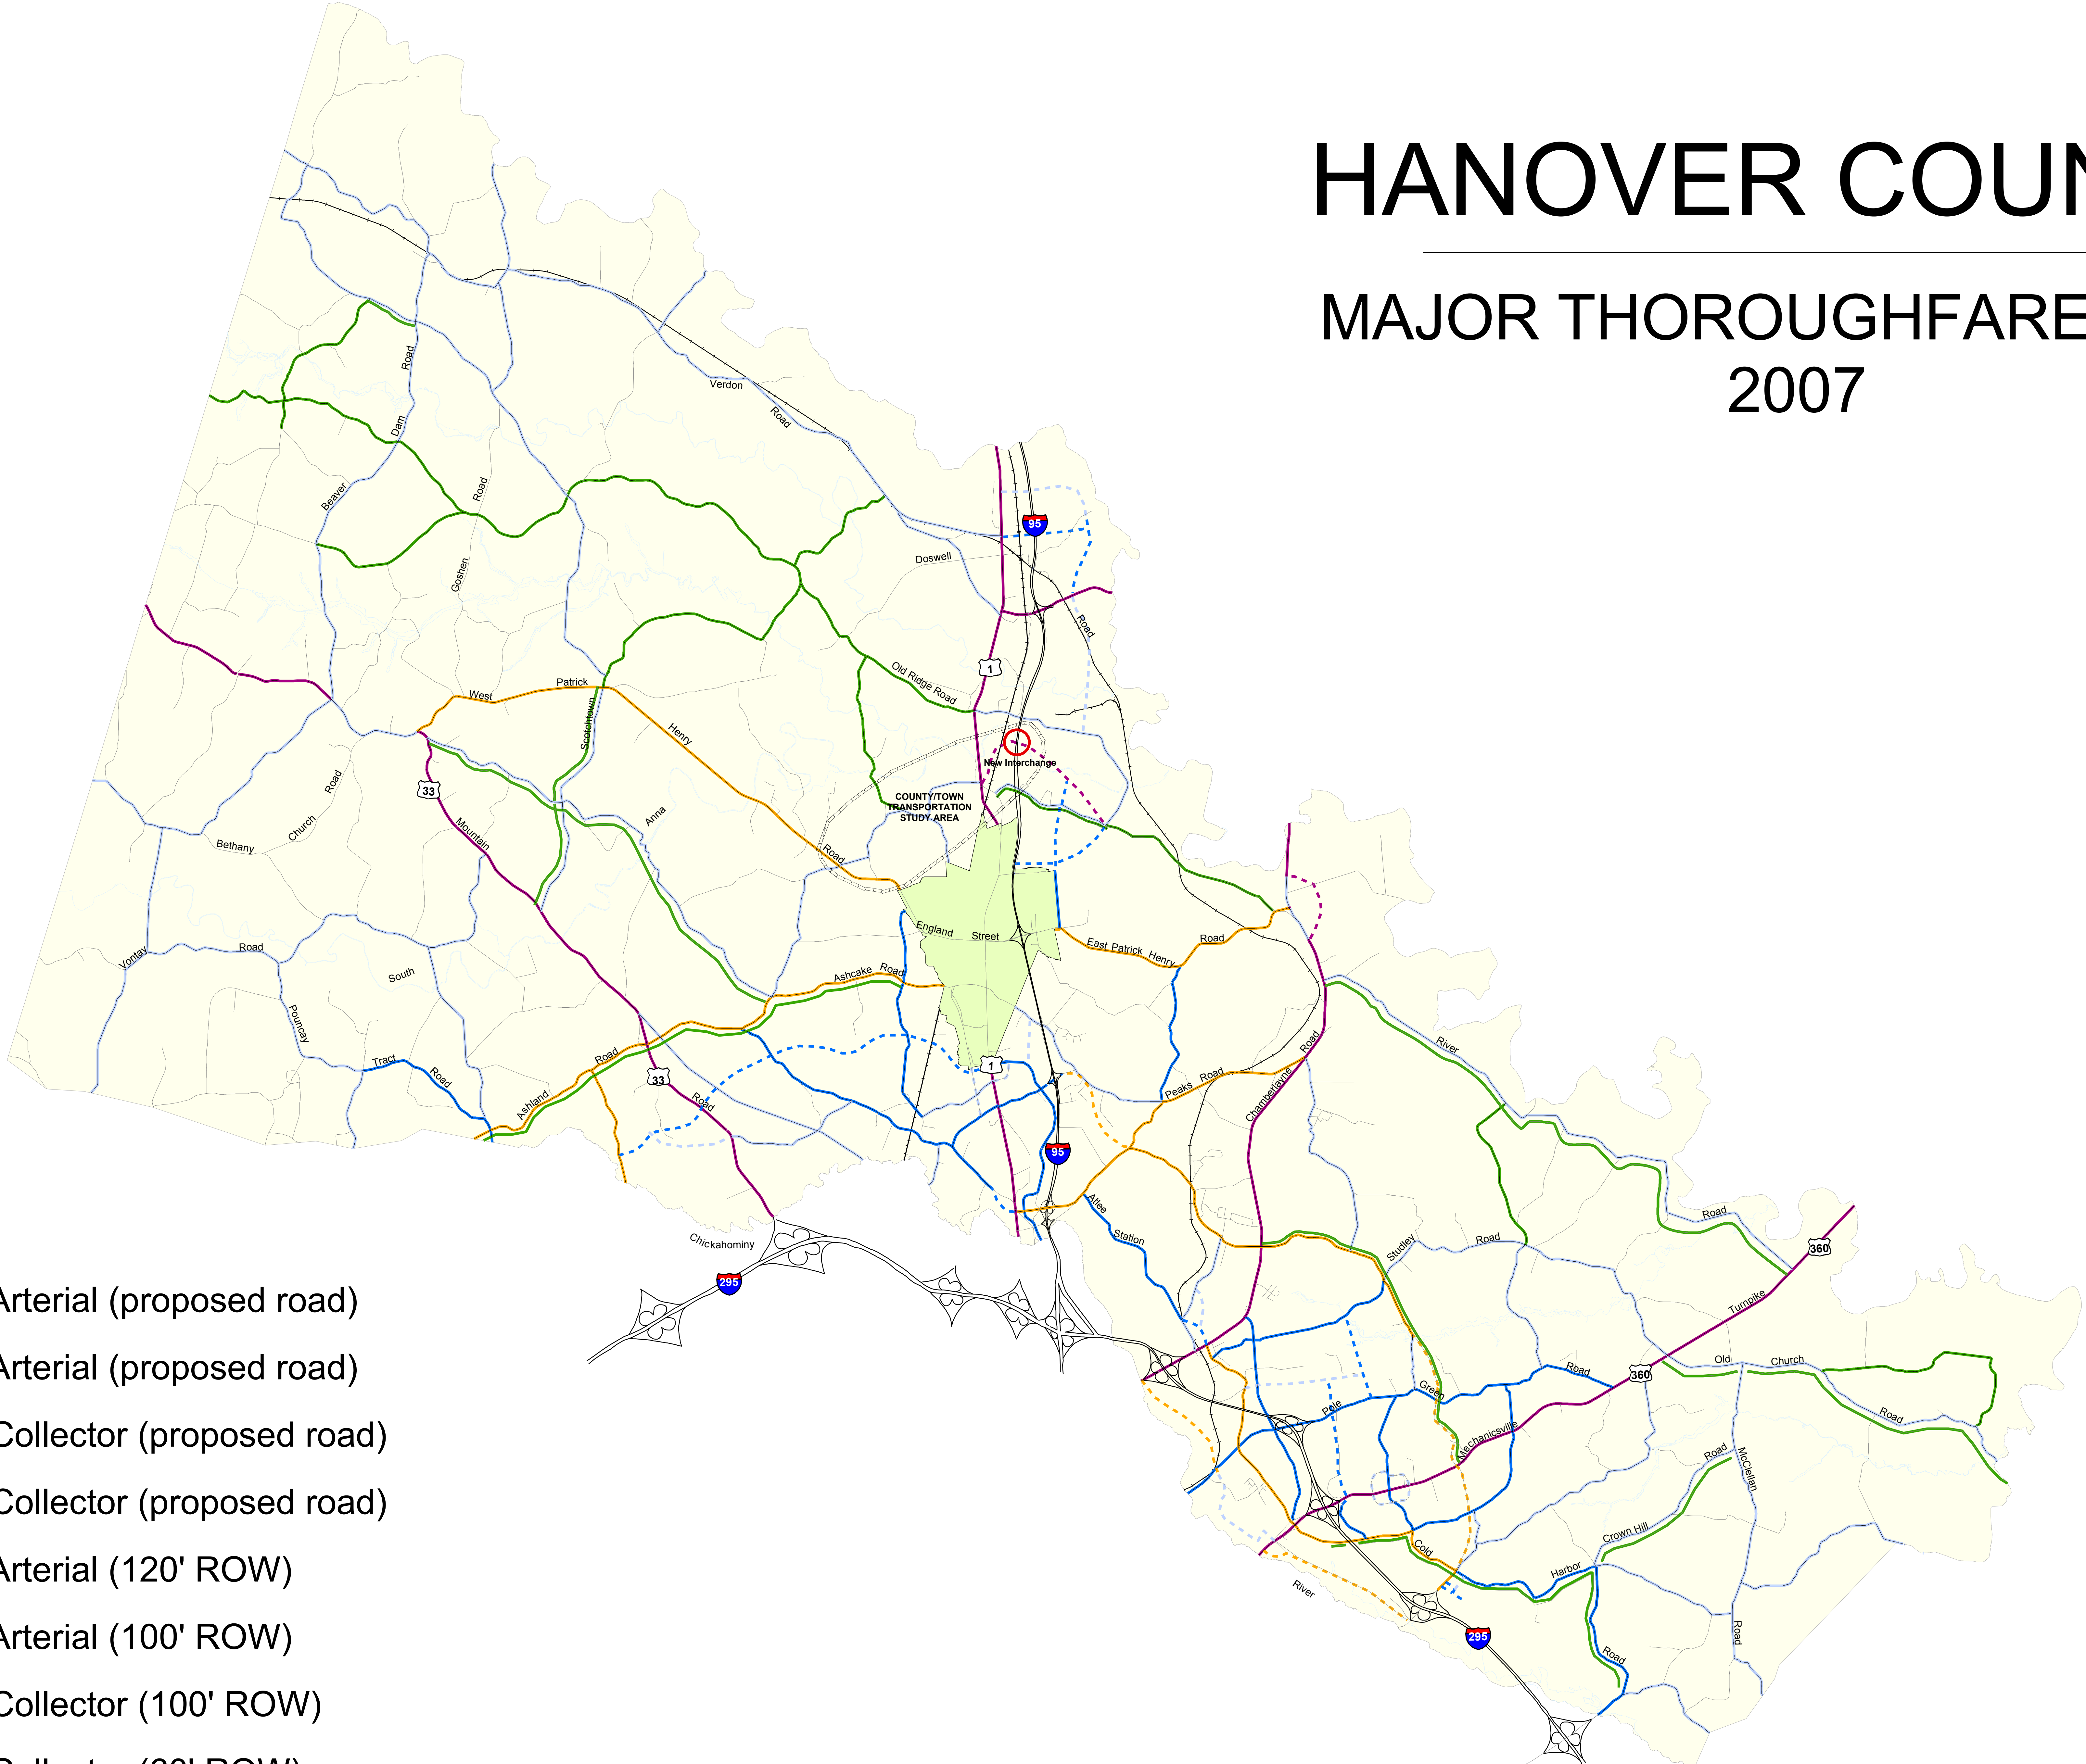 HANOVER COUN
MAJOR THOROUGHFARE
2007
Verdon
Road
Road
Dam
Beaver
Road
Goshen
95
Doswell
Road
1
Old Ridge Road
West
Patrick
Henry
Scotchtown
New Interchange
COUNTY/TOWN
TRANSPORTATION
STUDY AREA
33
Mountain
Road
Church
Bethany
Anna
Road
England
Street
East Patrick Henry
Road
Vontay
Road
South
Ashcake Road
Pouncey
Tract
Road
Road
Ashland
33
Road
1
Peaks Road
Road
Chamberlayne
River
95
Atlee
Station
Chickahominy
295
Studley
Road
Road
360
Turnpike
360
Old
Church
Road
Road
Green
Pole
Mechanicsville
Road
McClellan
Crown Hill
Cold
Harbor
River
295
Road
Road
Arterial (proposed road)
Arterial (proposed road)
Collector (proposed road)
Collector (proposed road)
Arterial (120' ROW)
Arterial (100' ROW)
Collector (100' ROW)